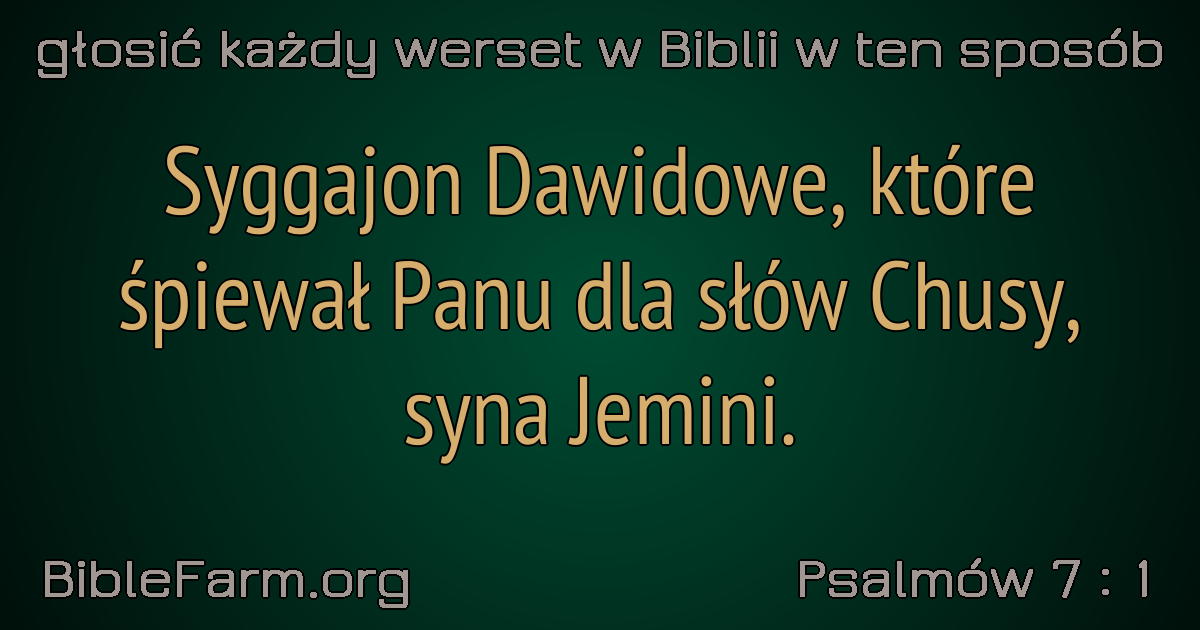 głosić każdy werset w Biblii w ten sposób
Syggajon Dawidowe, które
śpiewał Panu dla słów Chusy,
syna Jemini.
BibleFarm.org
Psalmów 7 : 1